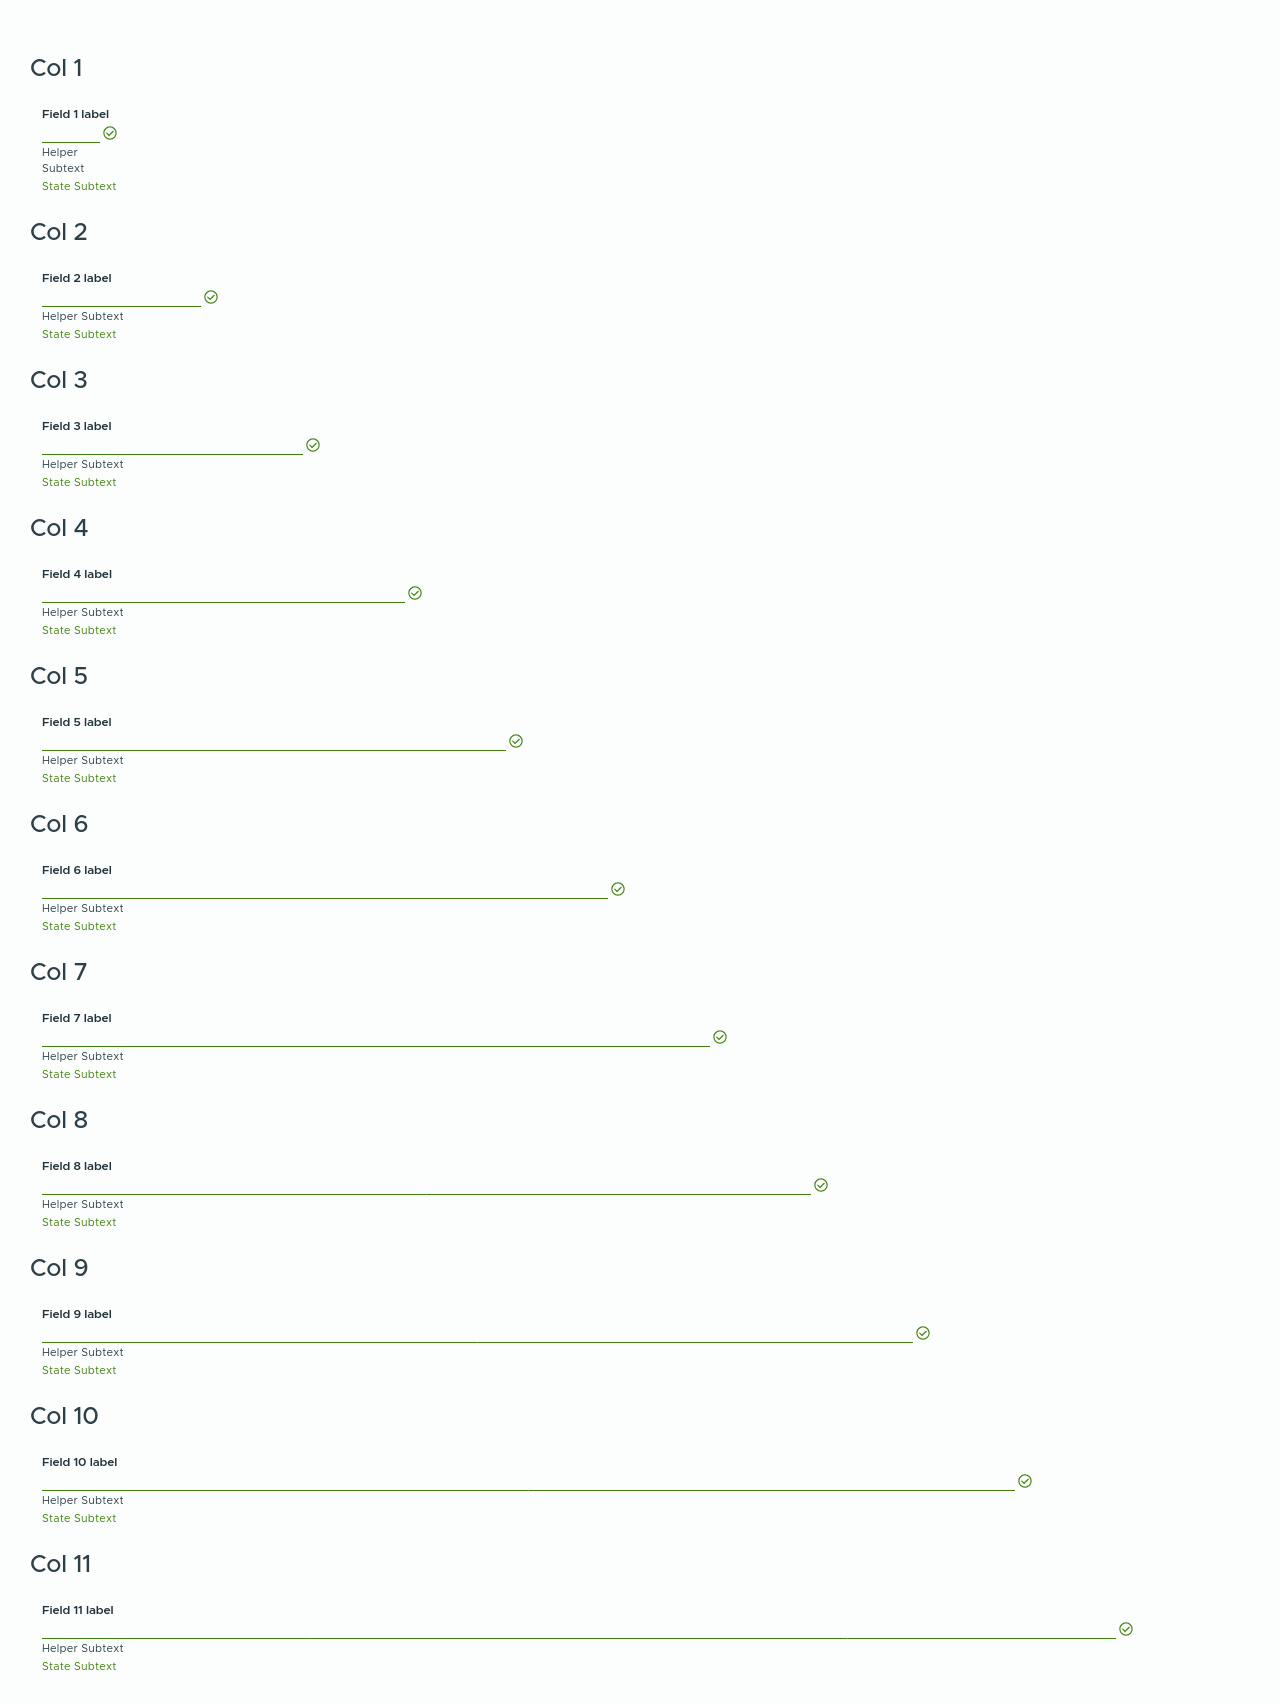 Col 1
Field 1 label
Helper
Subtext
State Subtext
Col 2
Field 2 label
Helper Subtext
State Subtext
Col 3
Field 3 label
Helper Subtext
State Subtext
Col 4
Field 4 label
Helper Subtext
State Subtext
Col 5
Field 5 label
Helper Subtext
State Subtext
Col 6
Field 6 label
Helper Subtext
State Subtext
Col 7
Field 7 label
Helper Subtext
State Subtext
Col 8
Field 8 label
Helper Subtext
State Subtext
Col 9
Field 9 label
Helper Subtext
State Subtext
Col 10
Field 10 label
Helper Subtext
State Subtext
Col 11
Field 11 label
Helper Subtext
State Subtext